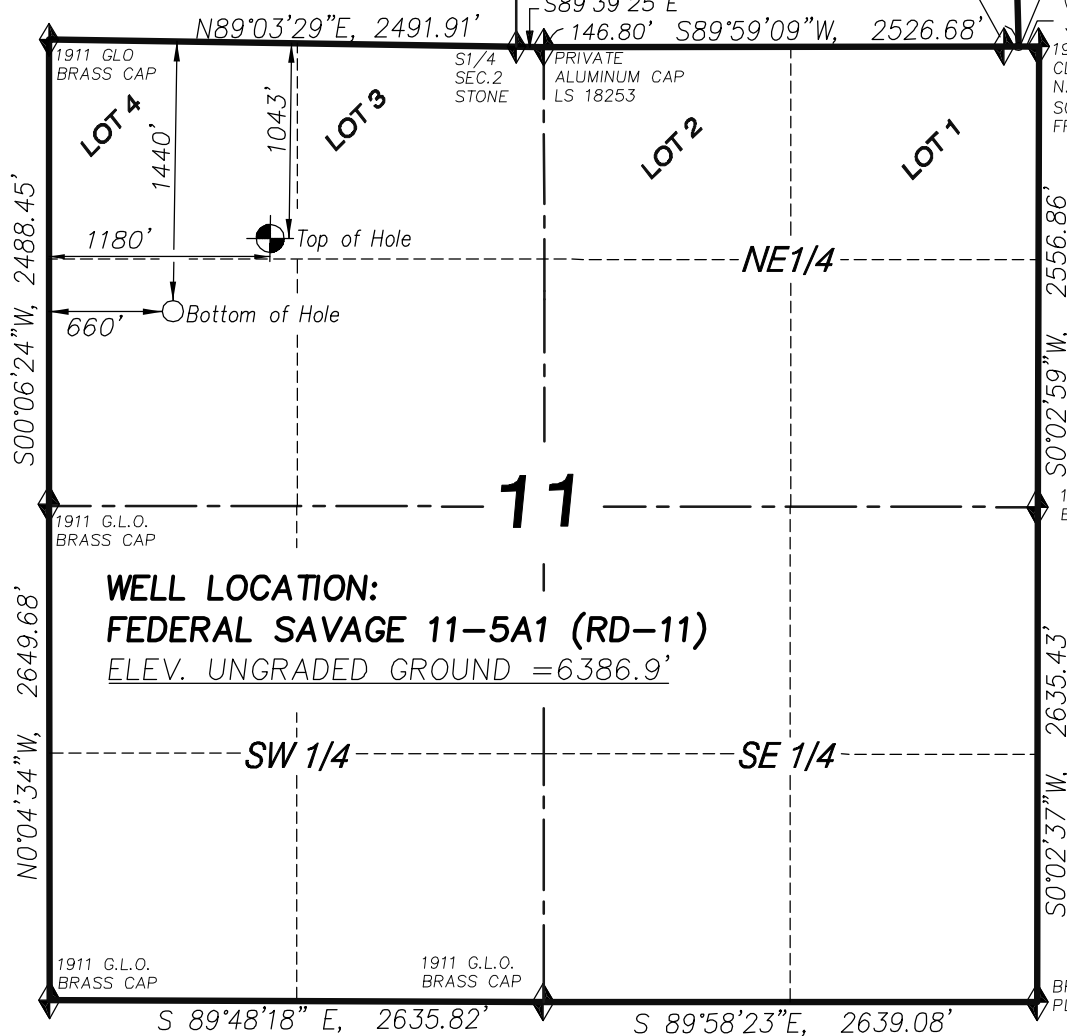 S89°39'25"E
N89°03'29"E, 2491.91'
146.80'
S89°59'09"W, 2526.68'
1911 GLO
BRASS CAP
S1/4
SEC.2
STONE
PRIVATE
ALUMINUM CAP
LS 18253
LOT 4
LOT 3
LOT 2
LOT 1
1440'
1043'
1180'
Top of Hole
NE1/4
660'
Bottom of Hole
S00°06'24"W, 2488.45'
S0°02'59"W, 2556.86'
11
1911 G.L.O.
BRASS CAP
WELL LOCATION:
FEDERAL SAVAGE 11-5A1 (RD-11)
ELEV. UNGRADED GROUND =6386.9'
N0°04'34"W, 2649.68'
S0°02'37"W, 2635.43'
SW 1/4
SE 1/4
1911 G.L.O.
BRASS CAP
1911 G.L.O.
BRASS CAP
S 89°48'18" E, 2635.82'
S 89°58'23"E, 2639.08'